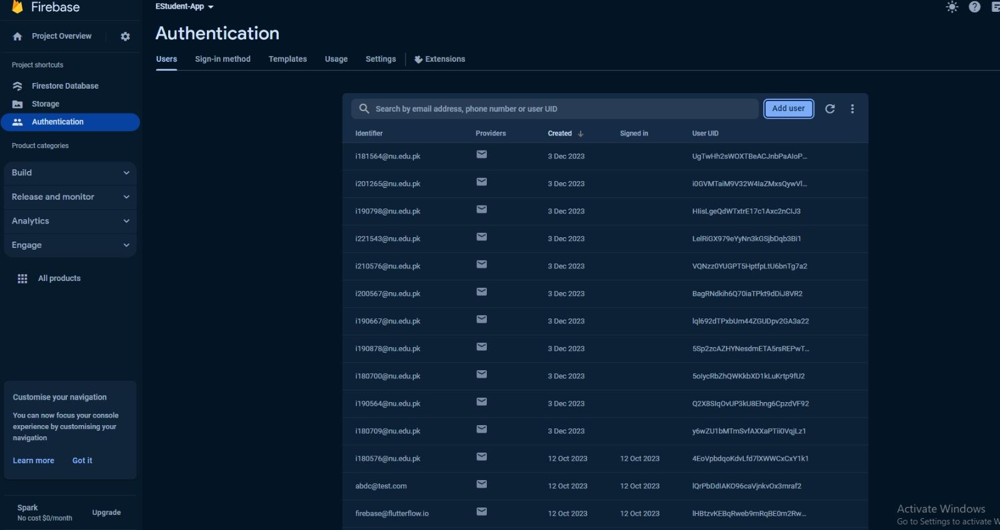 Firebase
EStudent-App
Project Overview
Authentication
Users Sign-in method Templates Usage Settings Extensions
Project shortcuts
Firestore Database
Storage
Authentication
Product categories
Build
Release and monitor
Analytics
Engage
All products
Customise your navigation
You can now focus your console
experience by customising your
navigation
Learn more Got it
Spark
No cost $0/month
Upgrade
Search by email address, phone number or user UID
Add user
Identifier Providers Created Signed in User UID
i181564@nu.edu.pk 3 Dec 2023 UgTwHh2sWOXTBeACJnbPaAIoP...
i201265@nu.edu.pk 3 Dec 2023 i0GVMTaiM9V32W4IaZMxsQywVl...
i190798@nu.edu.pk 3 Dec 2023 HIisLgeQdWTxtrE17c1Axc2nClJ3
i221543@nu.edu.pk 3 Dec 2023 LelRiGX979eYyNn3kGSjbDqb3Bi1
i210576@nu.edu.pk 3 Dec 2023 VQNzz0YUGPT5HptfpLtU6bnTg7a2
i200567@nu.edu.pk 3 Dec 2023 BagRNdkih6Q70iaTPkt9dDiJ8VR2
i190667@nu.edu.pk 3 Dec 2023 lql692dTPxbUm44ZGUDpv2GA3a22
i190878@nu.edu.pk 3 Dec 2023 5Sp2zcAZHYNesdmETA5rsREPwT...
i180700@nu.edu.pk 3 Dec 2023 5olycRbZhQWKkbXD1kLuKrtp9fU2
i190564@nu.edu.pk 3 Dec 2023 Q2X8SlqOvUP3kU8Ehng6CpzdVF92
i180709@nu.edu.pk 3 Dec 2023 y6wZU1bMTmSvfAXXaPTii0VqjLz1
i180576@nu.edu.pk 12 Oct 2023 12 Oct 2023 4EoVpbdqoKdvLfd7lXWWCxCxY1k1
abdc@test.com 12 Oct 2023 12 Oct 2023 lQrPbDdIAKO96caVjnkvOx3mraf2
firebase@flutterflow.io 12 Oct 2023 12 Oct 2023 lHBtzvKEBqRweb9mRqBE0m2Rw...
Activate Windows
Go to Settings to activate W